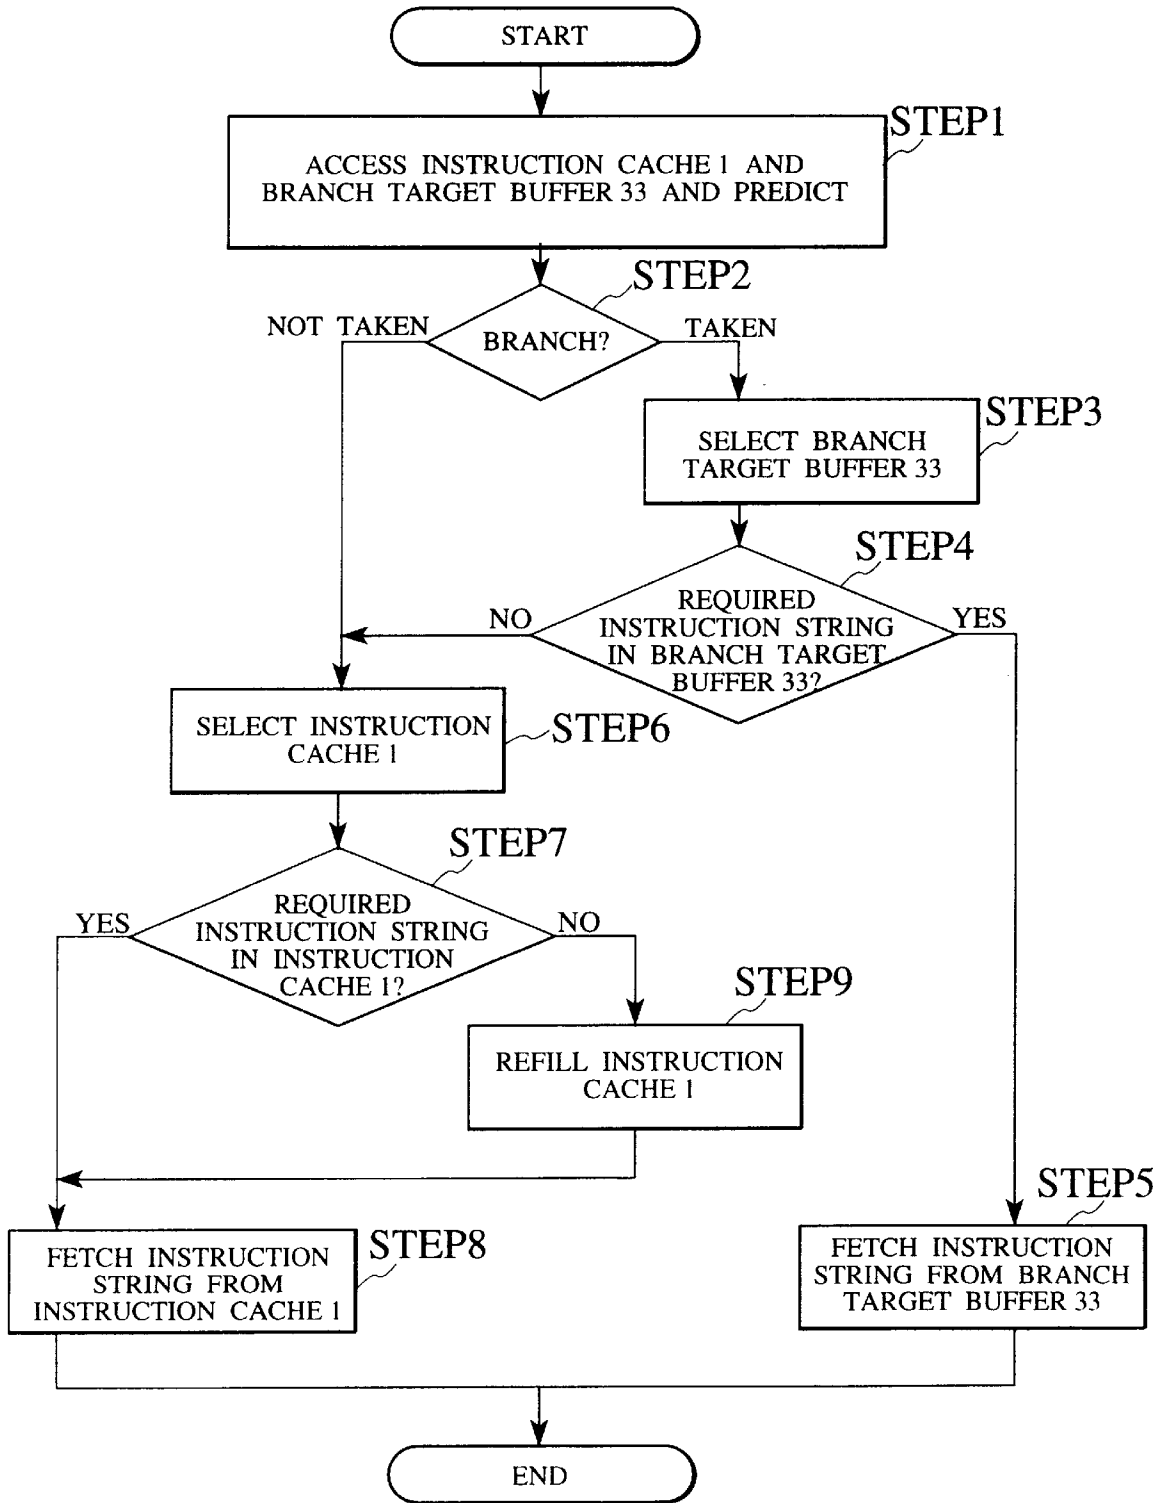 START
STEP1
ACCESS INSTRUCTION CACHE 1 AND
BRANCH TARGET BUFFER 33 AND PREDICT
STEP2
NOT TAKEN
BRANCH?
TAKEN
STEP3
SELECT BRANCH
TARGET BUFFER 33
STEP4
NO
REQUIRED
INSTRUCTION STRING
IN BRANCH TARGET
BUFFER 33?
YES
SELECT INSTRUCTION
CACHE 1
STEP6
STEP7
YES
REQUIRED
INSTRUCTION STRING
IN INSTRUCTION
CACHE 1?
NO
STEP9
REFILL INSTRUCTION
CACHE 1
STEP5
FETCH INSTRUCTION
STRING FROM
INSTRUCTION CACHE 1
STEP8
FETCH INSTRUCTION
STRING FROM BRANCH
TARGET BUFFER 33
END